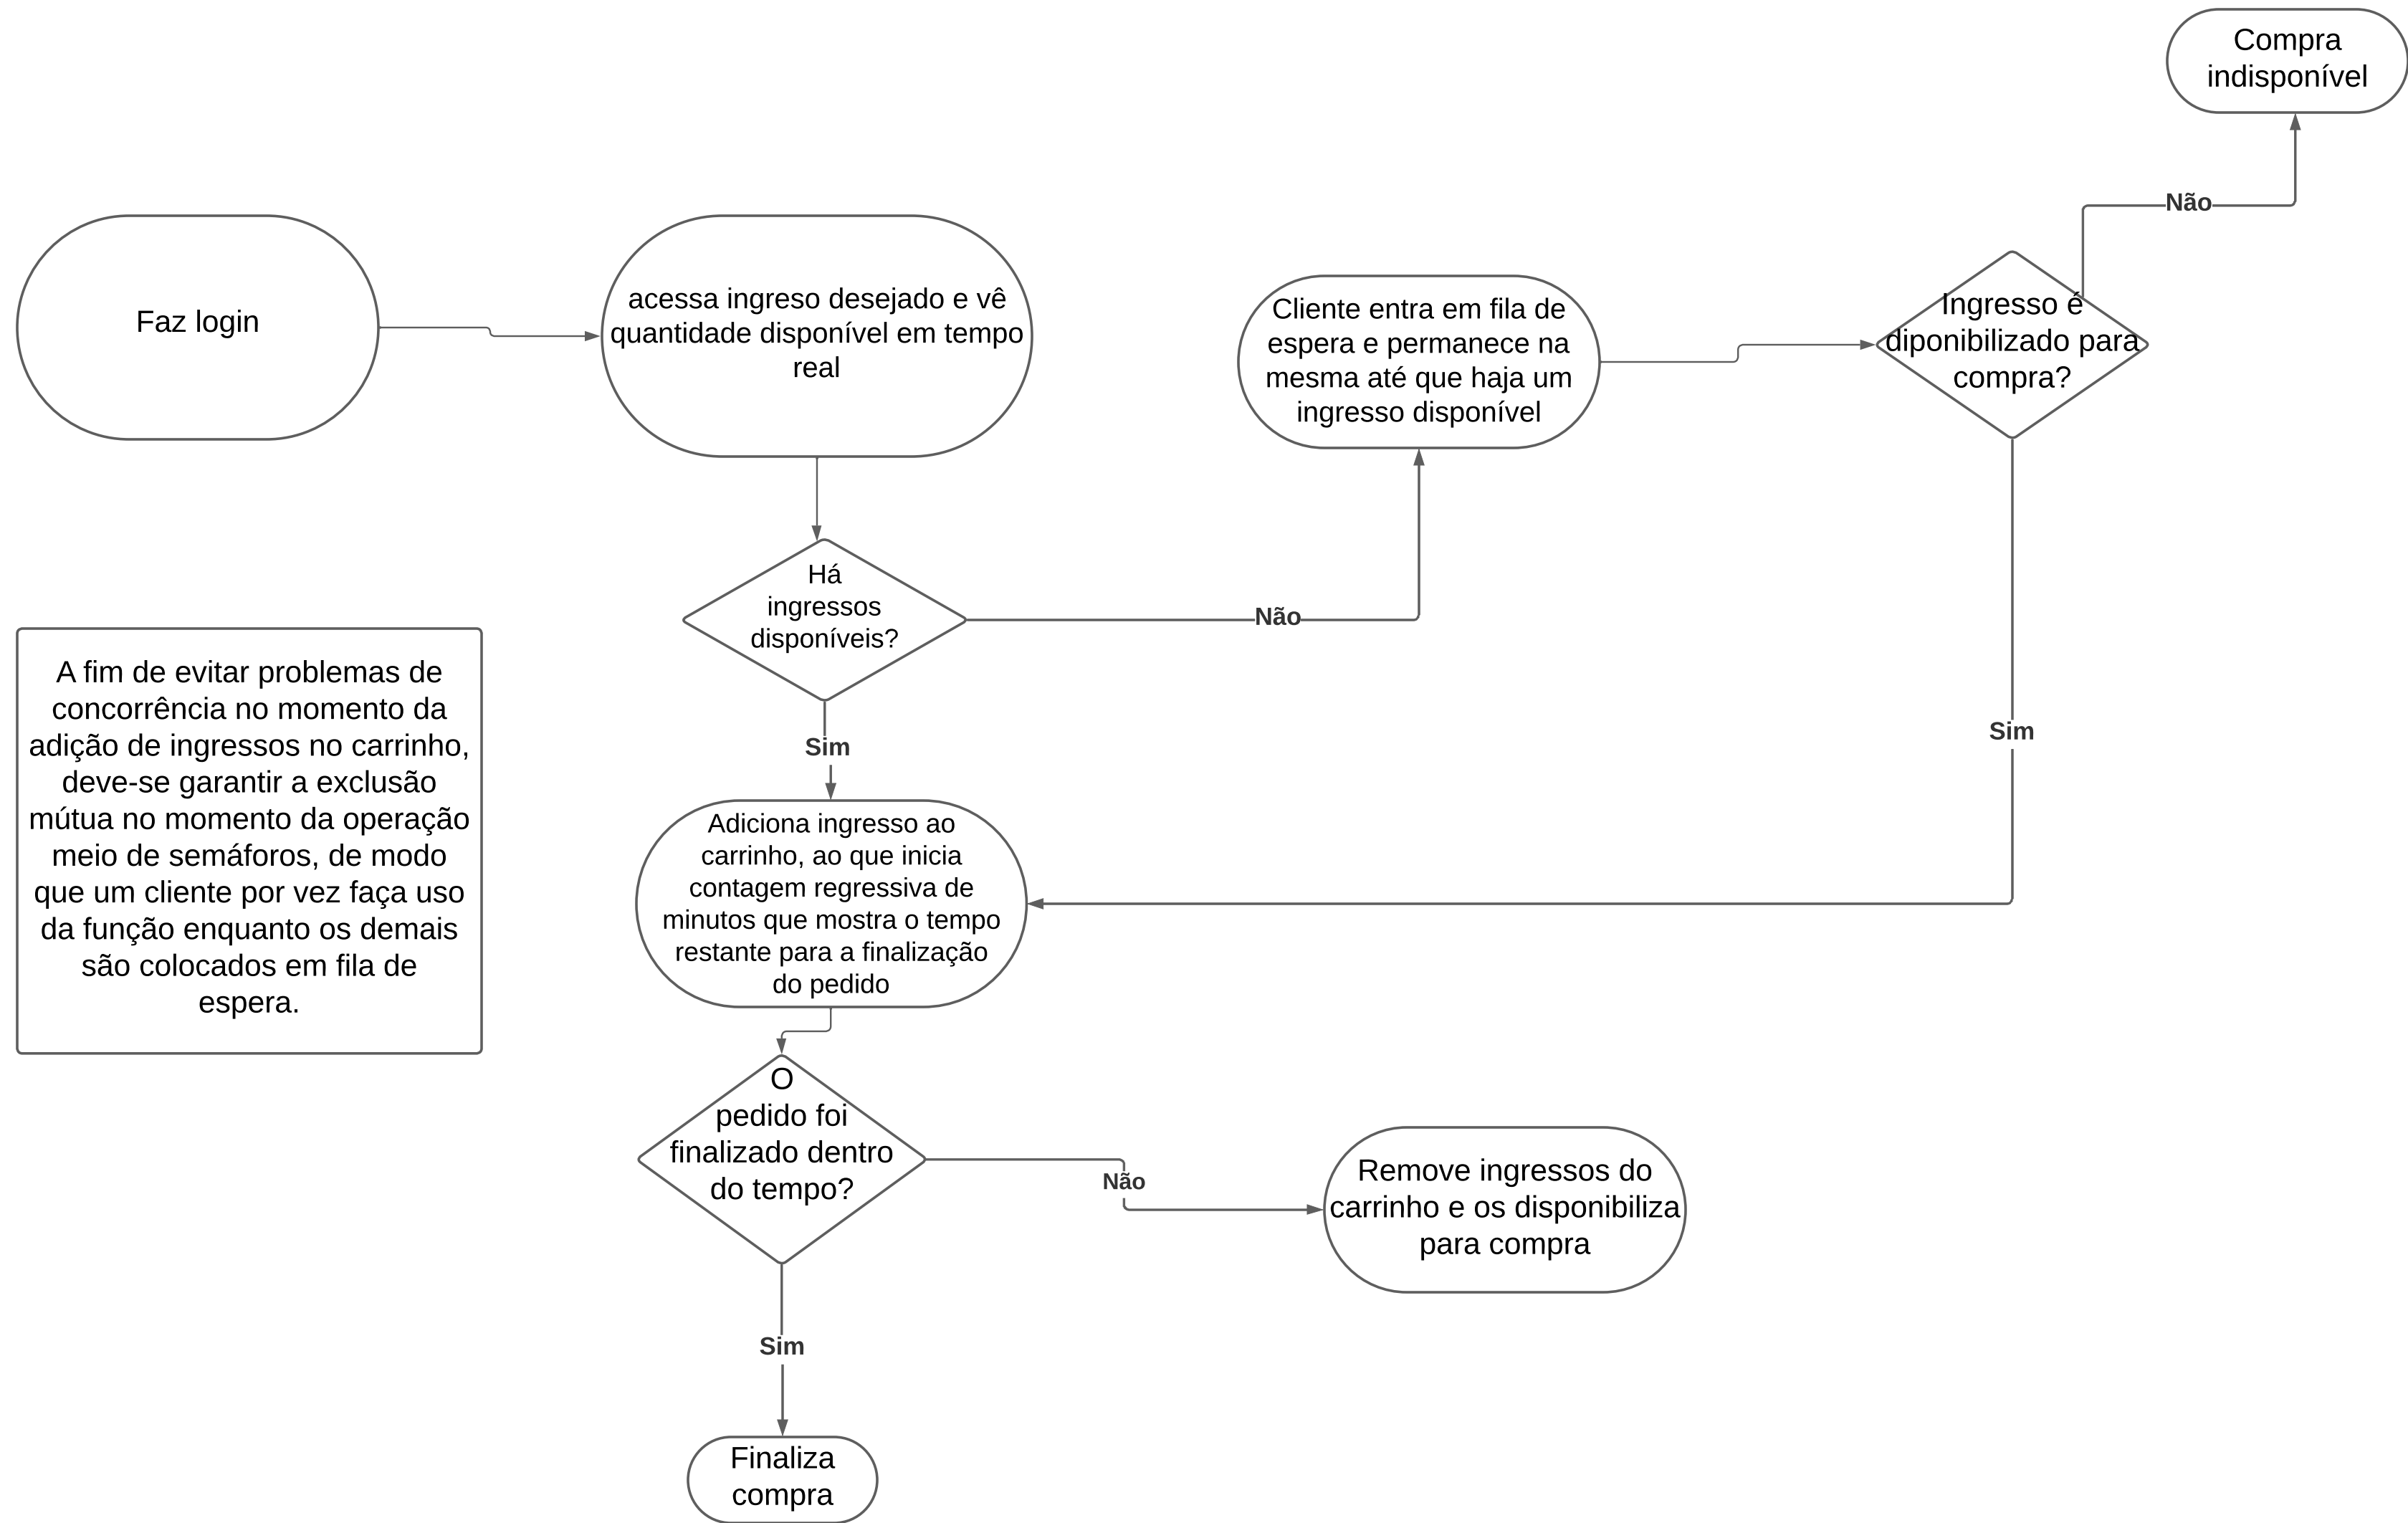 Compra
indisponível
Não
Faz login
acessa ingreso desejado e vê
quantidade disponível em tempo
real
Cliente entra em fila de
espera e permanece na
mesma até que haja um
ingresso disponível
Ingresso é
diponibilizado para
compra?
Há
ingressos
disponíveis?
Não
Sim
Sim
A fim de evitar problemas de
concorrência no momento da
adição de ingressos no carrinho,
deve-se garantir a exclusão
mútua no momento da operação
meio de semáforos, de modo
que um cliente por vez faça uso
da função enquanto os demais
são colocados em fila de
espera.
Adiciona ingresso ao
carrinho, ao que inicia
contagem regressiva de
minutos que mostra o tempo
restante para a finalização
do pedido
O
pedido foi
finalizado dentro
do tempo?
Não
Remove ingressos do
carrinho e os disponibiliza
para compra
Sim
Finaliza
compra